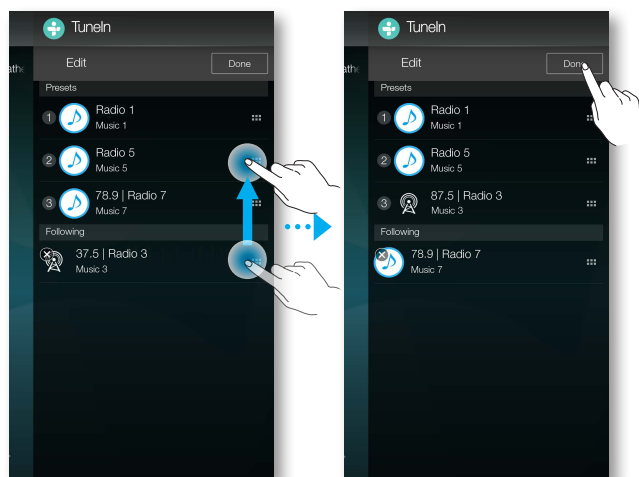 TuneIn
athe
Edit
Done
Presets
1
Radio 1
Music 1
2
Radio 5
Music 5
3
78.9 | Radio 7
Music 7
Following
37.5 | Radio 3
Music 3
TuneIn
athe
Edit
Presets
1
Radio 1
Music 1
2
Radio 5
Music 5
3
87.5 | Radio 3
Music 3
Following
78.9 | Radio 7
Music 7